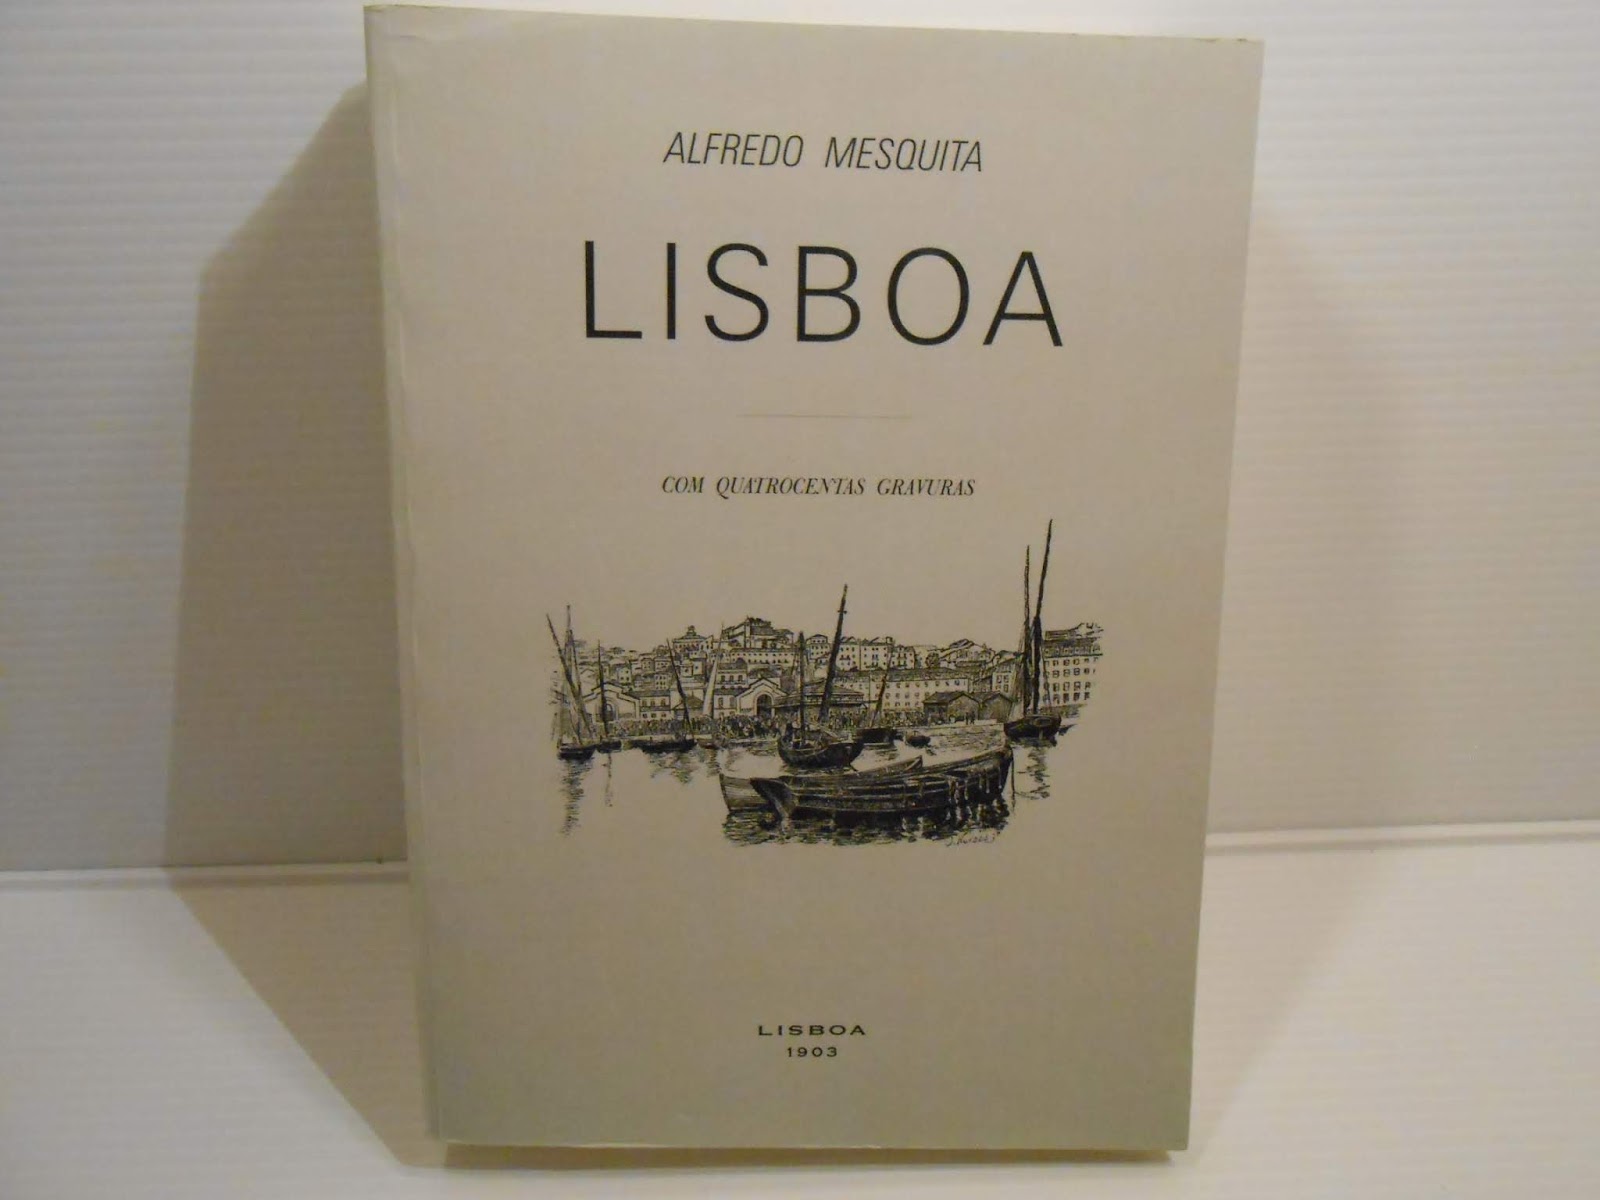 ALFREDO MESQUITA
LISBOA
COM QUATROCENTAS GRAVURAS
LISBOA
1903